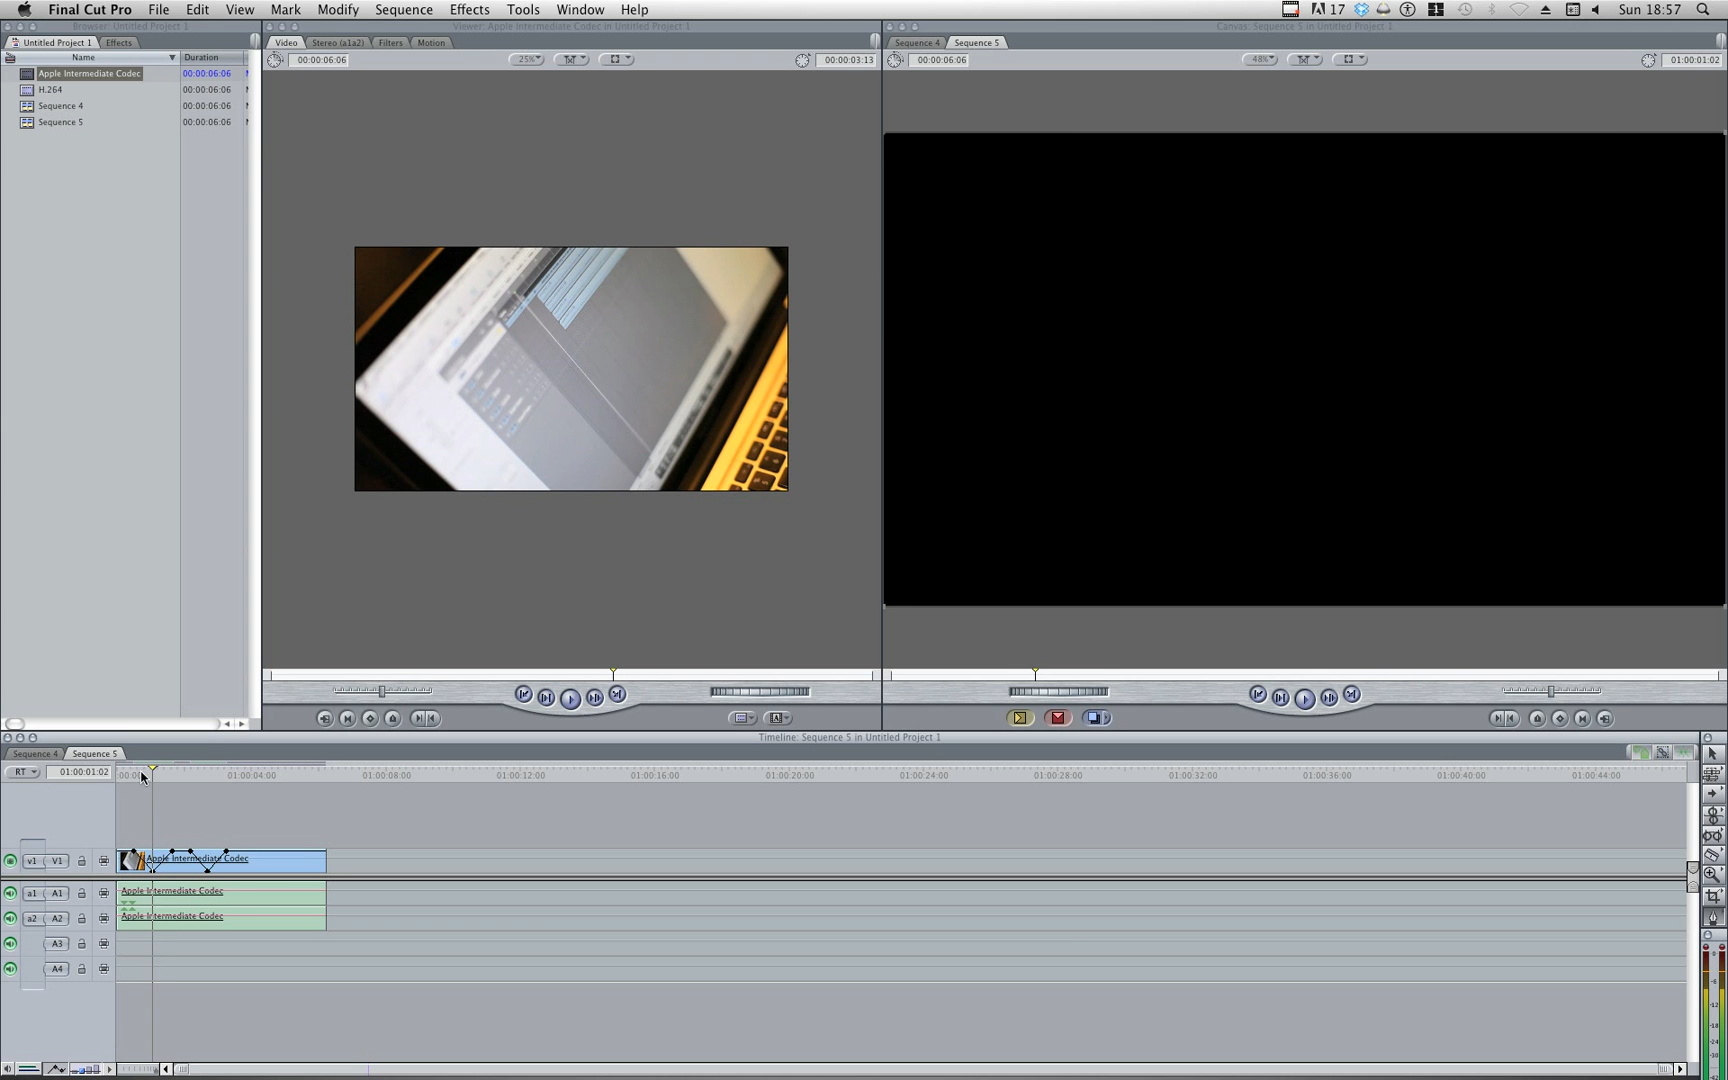 Final Cut Pro File Edit View Mark Modify Sequence Effects Tools Window Help 17 1 Sun 18:57
Browser: Untitled Project 1
Untitled Project 1 Effects
Name Duration
Apple Intermediate Codec 00:00:06:06
H.264 00:00:06:06
Sequence 4 00:00:06:06
Sequence 5 00:00:06:06
Viewer: Apple Intermediate Codec in Untitled Project 1
Video Stereo (a1a2) Filters Motion
00:00:06:06 25% 00:00:03:13
Canvas: Sequence 5 in Untitled Project 1
Sequence 4 Sequence 5
00:00:06:06 48% 01:00:01:02
Timeline: Sequence 5 in Untitled Project 1
Sequence 4 Sequence 5
RT 01:00:01:02 01:00:04:00 01:00:08:00 01:00:12:00 01:00:16:00 01:00:20:00 01:00:24:00 01:00:28:00 01:00:32:00 01:00:36:00 01:00:40:00 01:00:44:00
v1 V1 Apple Intermediate Codec
a1 A1 Apple Intermediate Codec
a2 A2 Apple Intermediate Codec
A3
A4